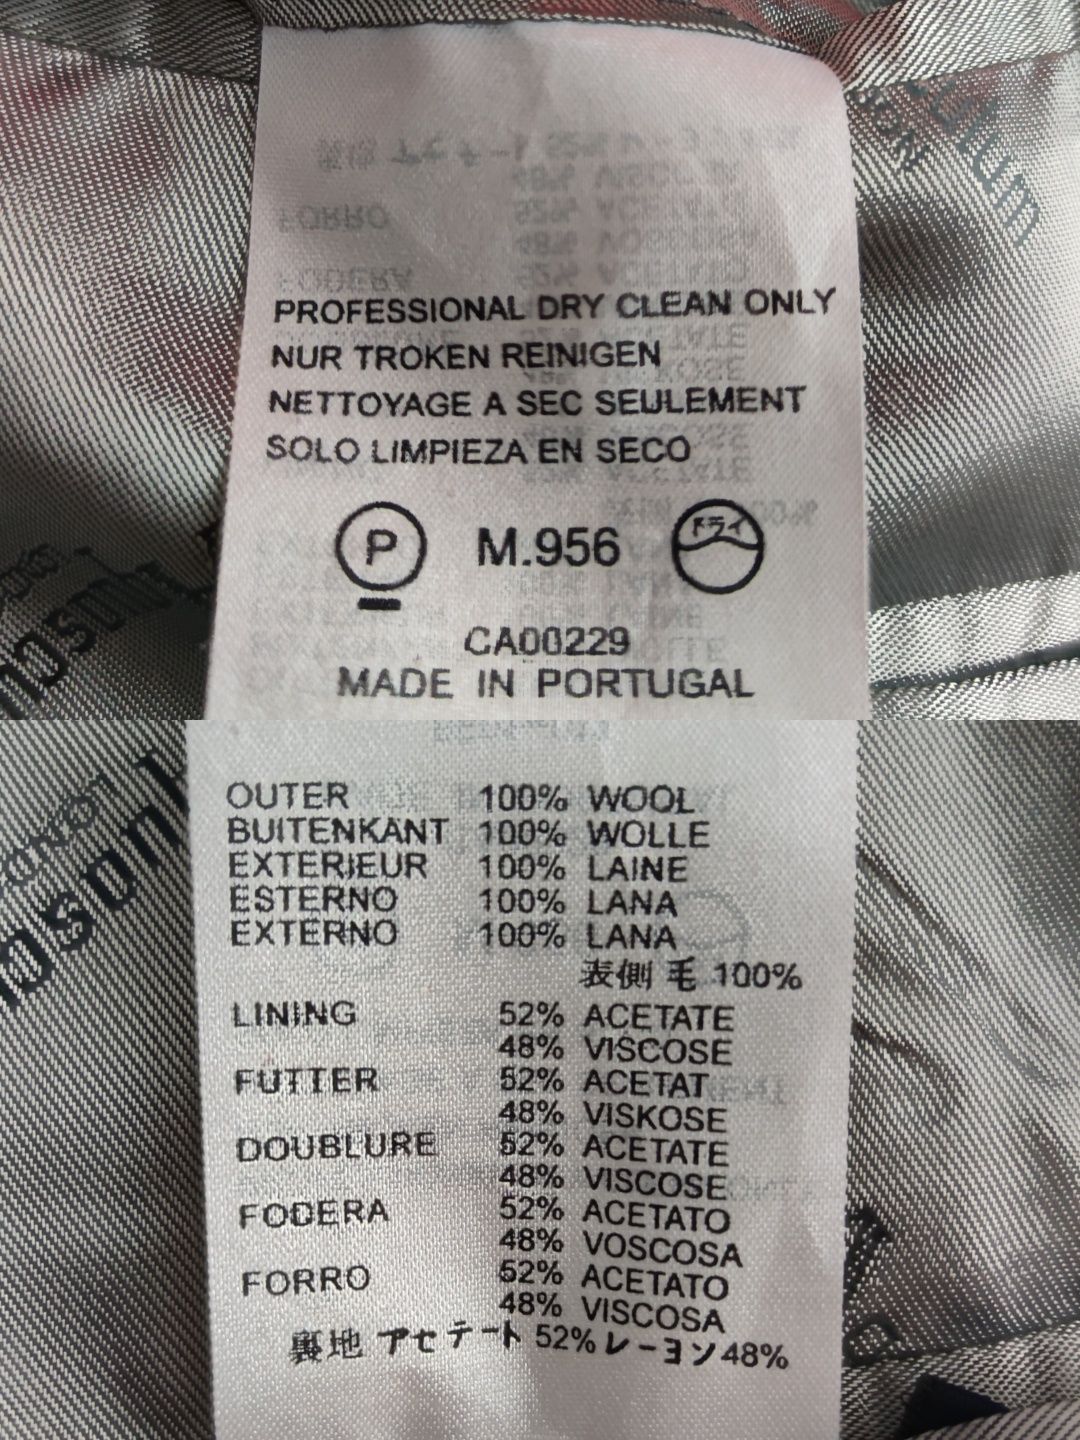 PROFESSIONAL DRY CLEAN ONLY
NUR TROKEN REINIGEN
NETTOYAGE A SEC SEULEMENT
SOLO LIMPIEZA EN SECO
P M.956 ドライ
CA00229
MADE IN PORTUGAL
OUTER 100% WOOL
BUITENKANT 100% WOLLE
EXTERIEUR 100% LAINE
ESTERNO 100% LANA
EXTERNO 100% LANA
表側 毛 100%
LINING 52% ACETATE
48% VISCOSE
FUTTER 52% ACETAT
48% VISKOSE
DOUBLURE 52% ACETATE
48% VISCOSE
FODERA 52% ACETATO
48% VOSCOSA
FORRO 52% ACETATO
48% VISCOSA
裏地 アセテート 52% レーヨン 48%